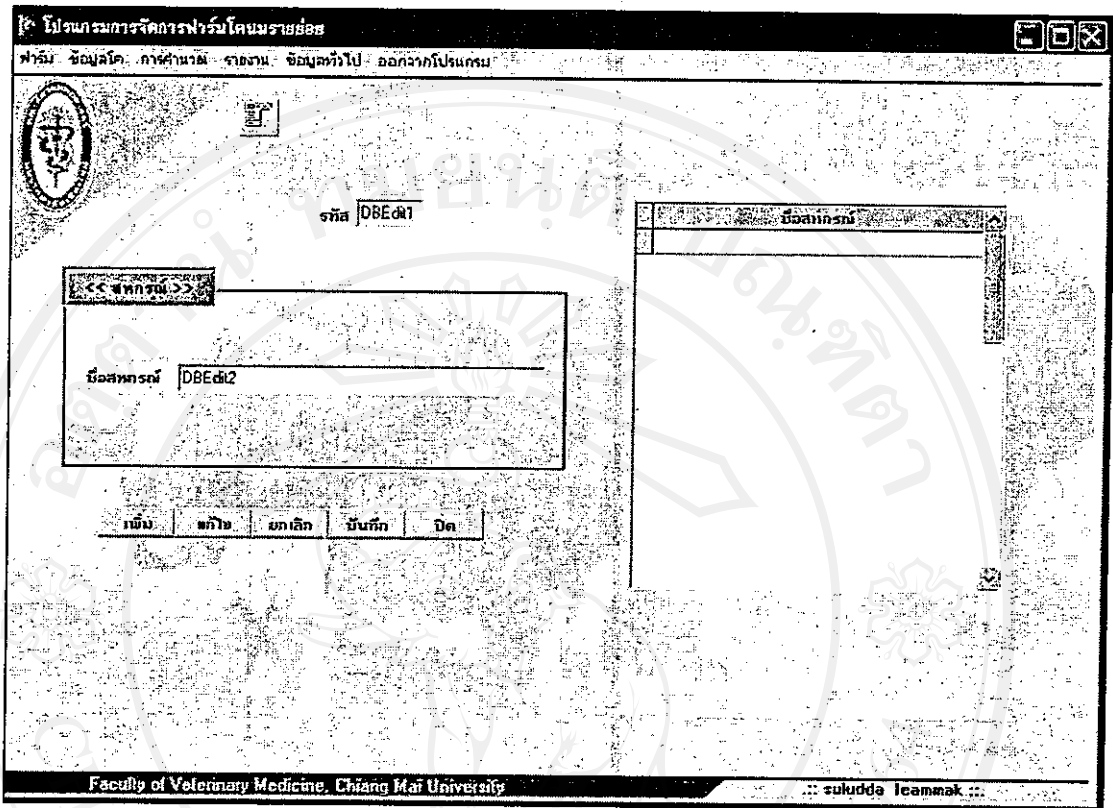 โปรแกรมการจัดการฟาร์มโคนมรายย่อย
ฟาร์ม ข้อมูลโค การคำนวณ รายงาน ข้อมูลทั่วไป ออกจากโปรแกรม
รหัส DBEdit1
ชื่อสหกรณ์
<< สหกรณ์ >>
ชื่อสหกรณ์ DBEdit2
เพิ่ม แก้ไข ยกเลิก บันทึก ปิด
Faculty of Veterinary Medicine, Chiang Mai University
.:: sukudda leammak ::.